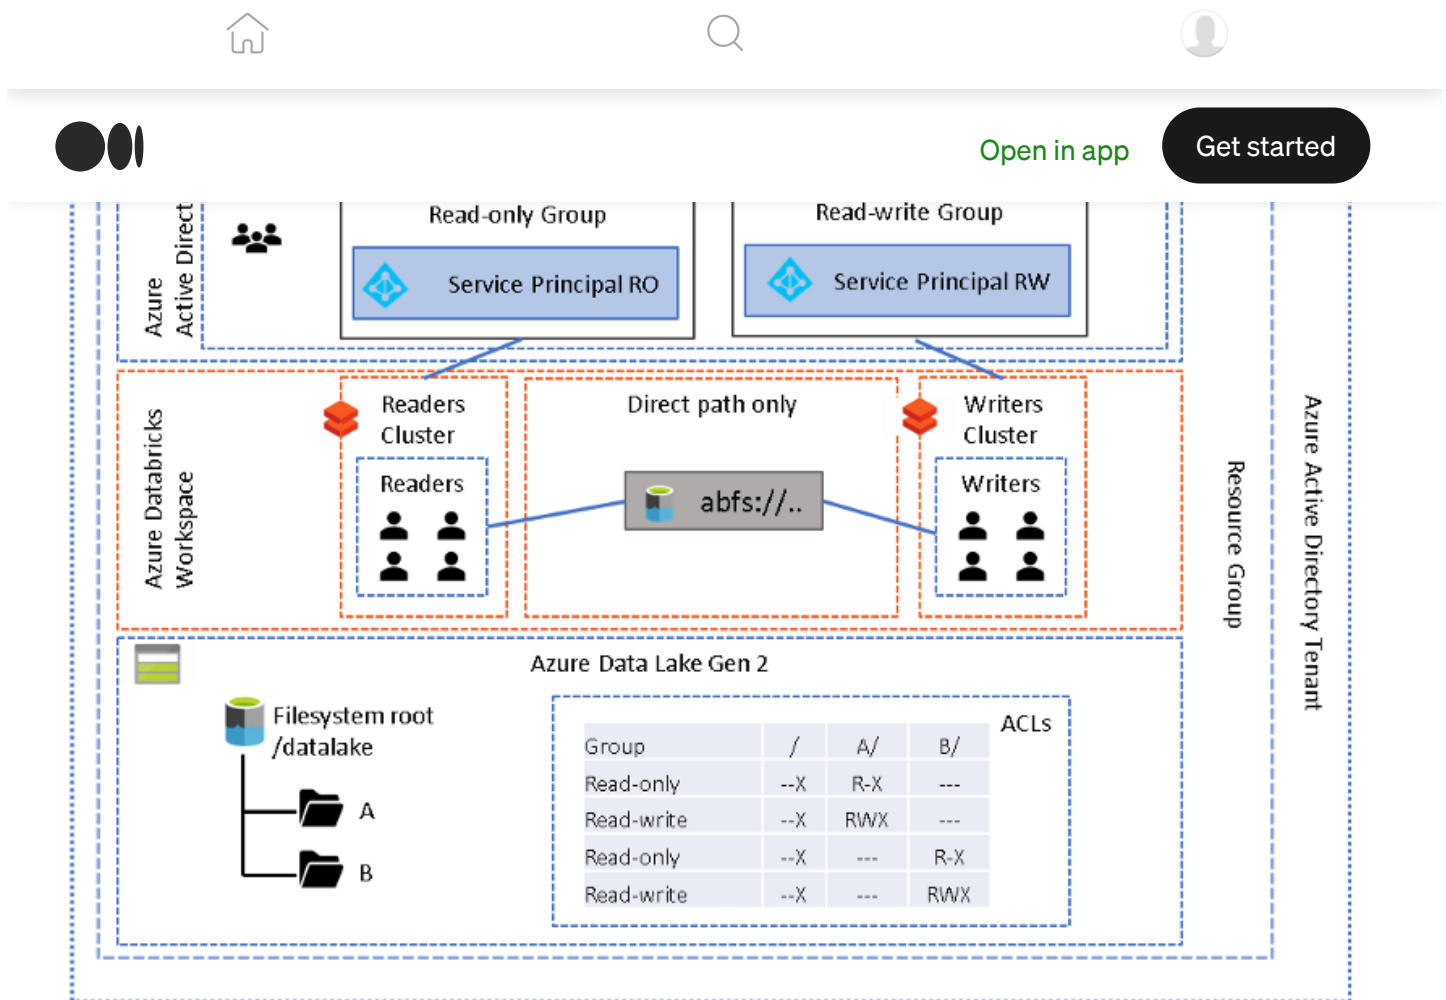 Open in app
Get started
Azure
Active Direct
Read-only Group
Service Principal RO
Read-write Group
Service Principal RW
Azure Databricks
Workspace
Readers
Cluster
Readers
Direct path only
abfs://..
Writers
Cluster
Writers
Resource Group
Azure Active Directory Tenant
Azure Data Lake Gen 2
Filesystem root
/datalake
A
B
ACLs
Group / A/ B/
Read-only --X R-X ---
Read-write --X RWX ---
Read-only --X --- R-X
Read-write --X --- RWX